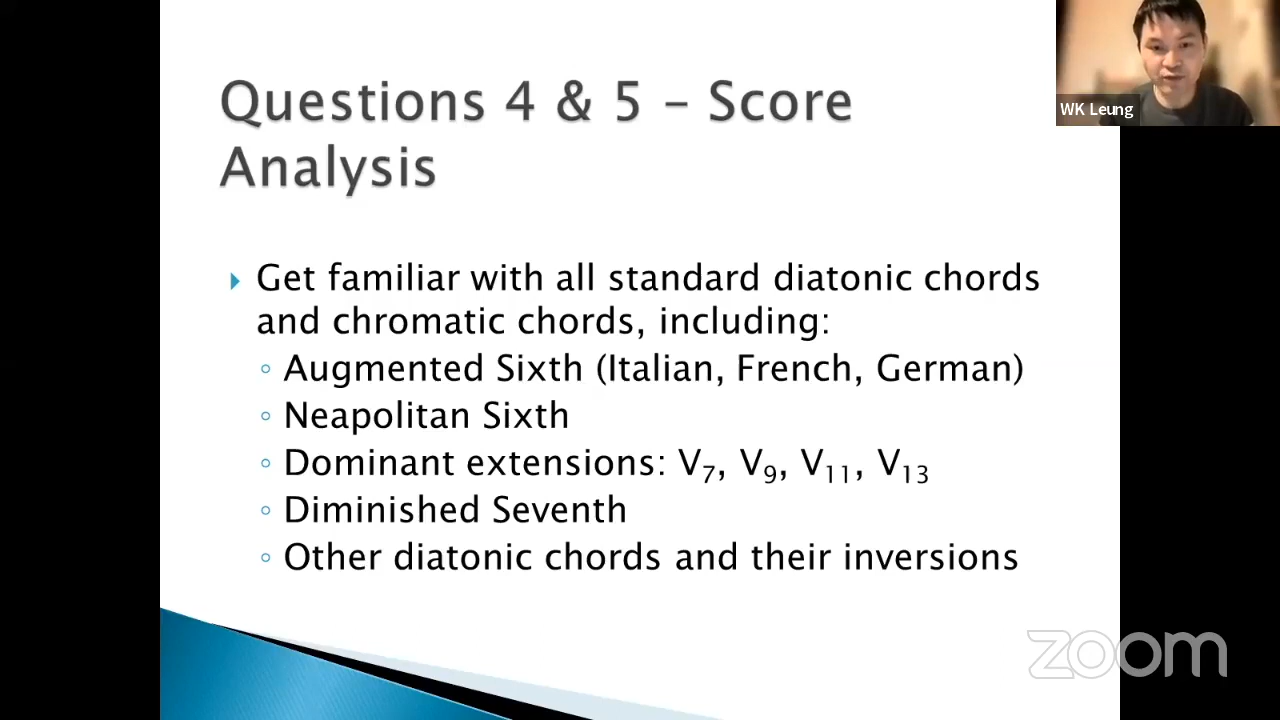 Questions 4 & 5 – Score
Analysis
WK Leung
Get familiar with all standard diatonic chords
and chromatic chords, including:
Augmented Sixth (Italian, French, German)
Neapolitan Sixth
Dominant extensions: V₇, V₉, V₁₁, V₁₃
Diminished Seventh
Other diatonic chords and their inversions
zoom